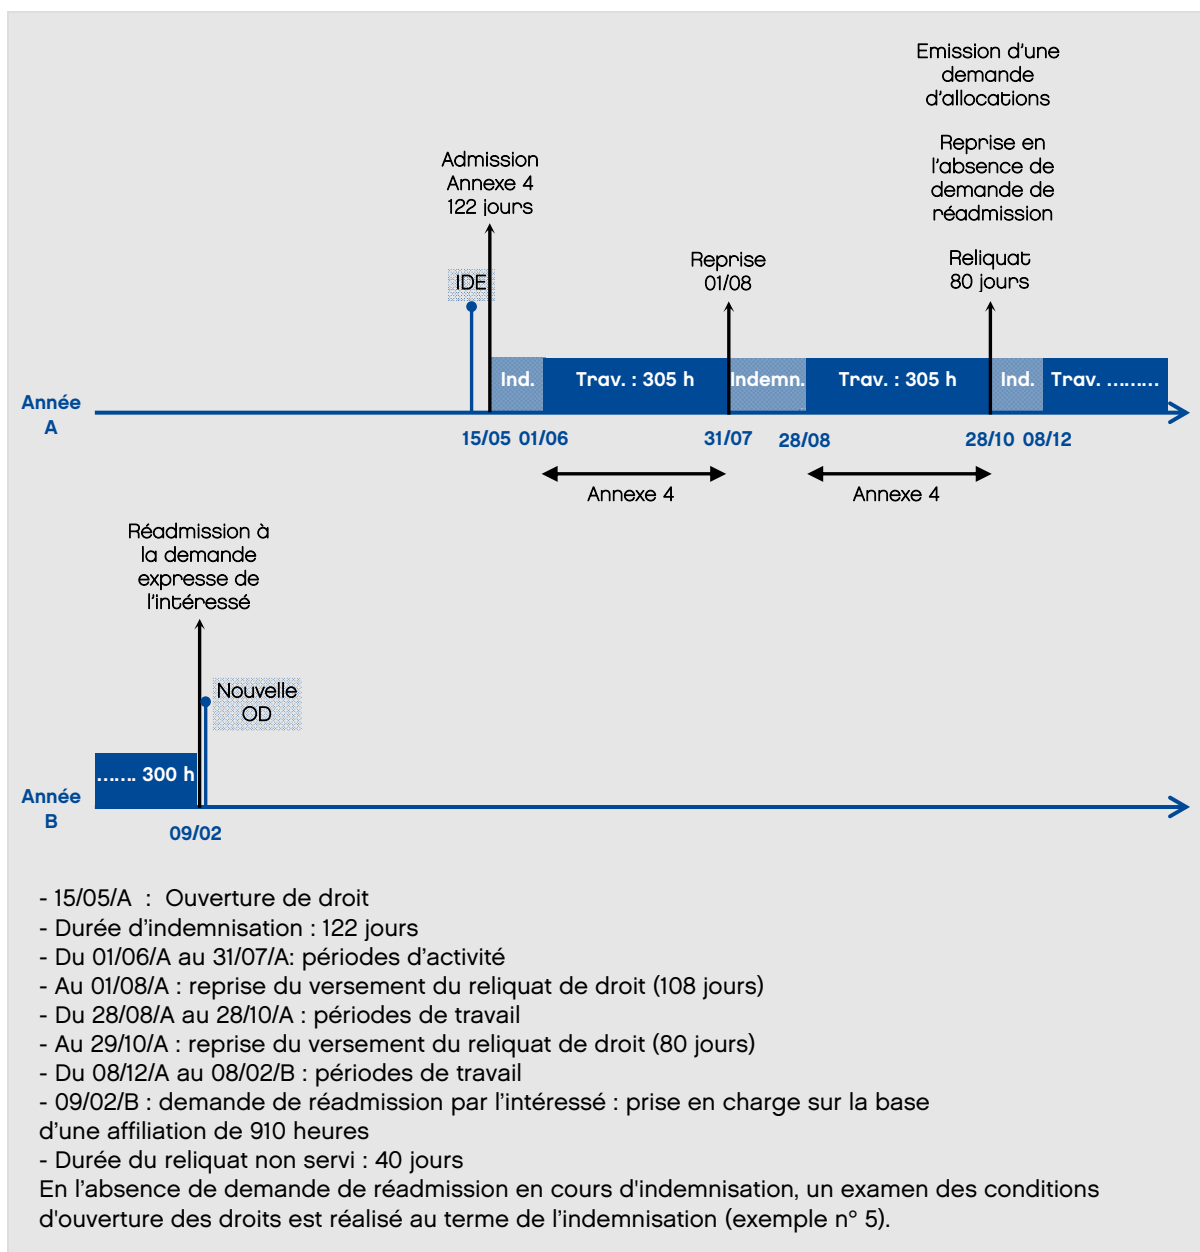 Emission d'une
demande
d'allocations
Reprise en
l'absence de
demande de
réadmission
Reliquat
80 jours
Admission
Annexe 4
122 jours
Reprise
01/08
IDE
Ind.
Trav. : 305 h
Indemn.
Trav. : 305 h
Ind.
Trav. .........
Année
A
15/05
01/06
31/07
28/08
28/10
08/12
Annexe 4
Annexe 4
Réadmission à
la demande
expresse de
l'intéressé
Nouvelle
OD
....... 300 h
Année
B
09/02
- 15/05/A : Ouverture de droit
- Durée d'indemnisation : 122 jours
- Du 01/06/A au 31/07/A: périodes d'activité
- Au 01/08/A : reprise du versement du reliquat de droit (108 jours)
- Du 28/08/A au 28/10/A : périodes de travail
- Au 29/10/A : reprise du versement du reliquat de droit (80 jours)
- Du 08/12/A au 08/02/B : périodes de travail
- 09/02/B : demande de réadmission par l'intéressé : prise en charge sur la base
d'une affiliation de 910 heures
- Durée du reliquat non servi : 40 jours
En l'absence de demande de réadmission en cours d'indemnisation, un examen des conditions
d'ouverture des droits est réalisé au terme de l'indemnisation (exemple n° 5).